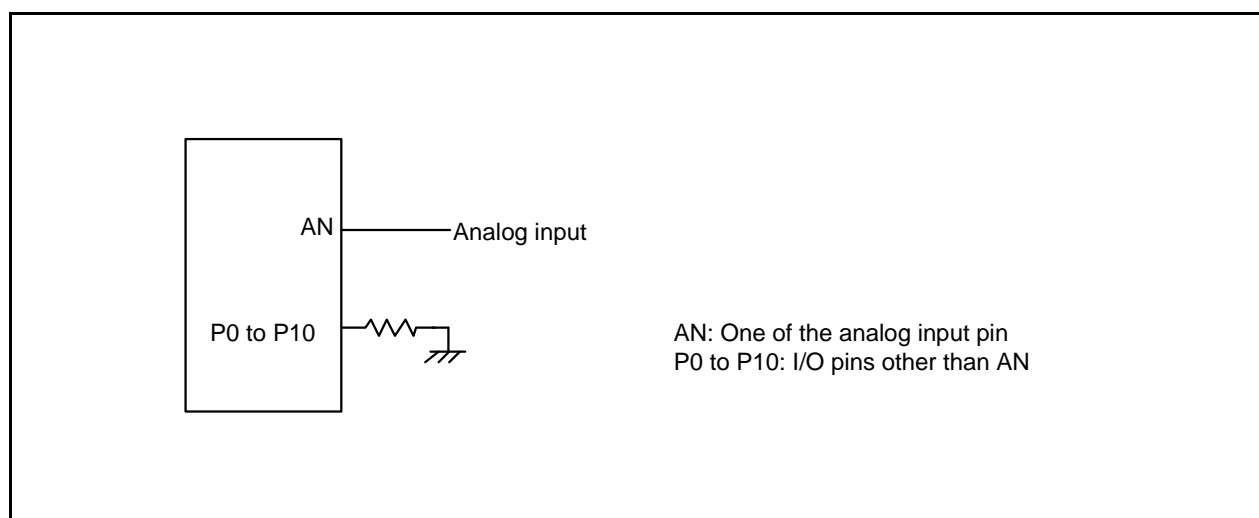 AN
Analog input
P0 to P10
AN: One of the analog input pin
P0 to P10: I/O pins other than AN